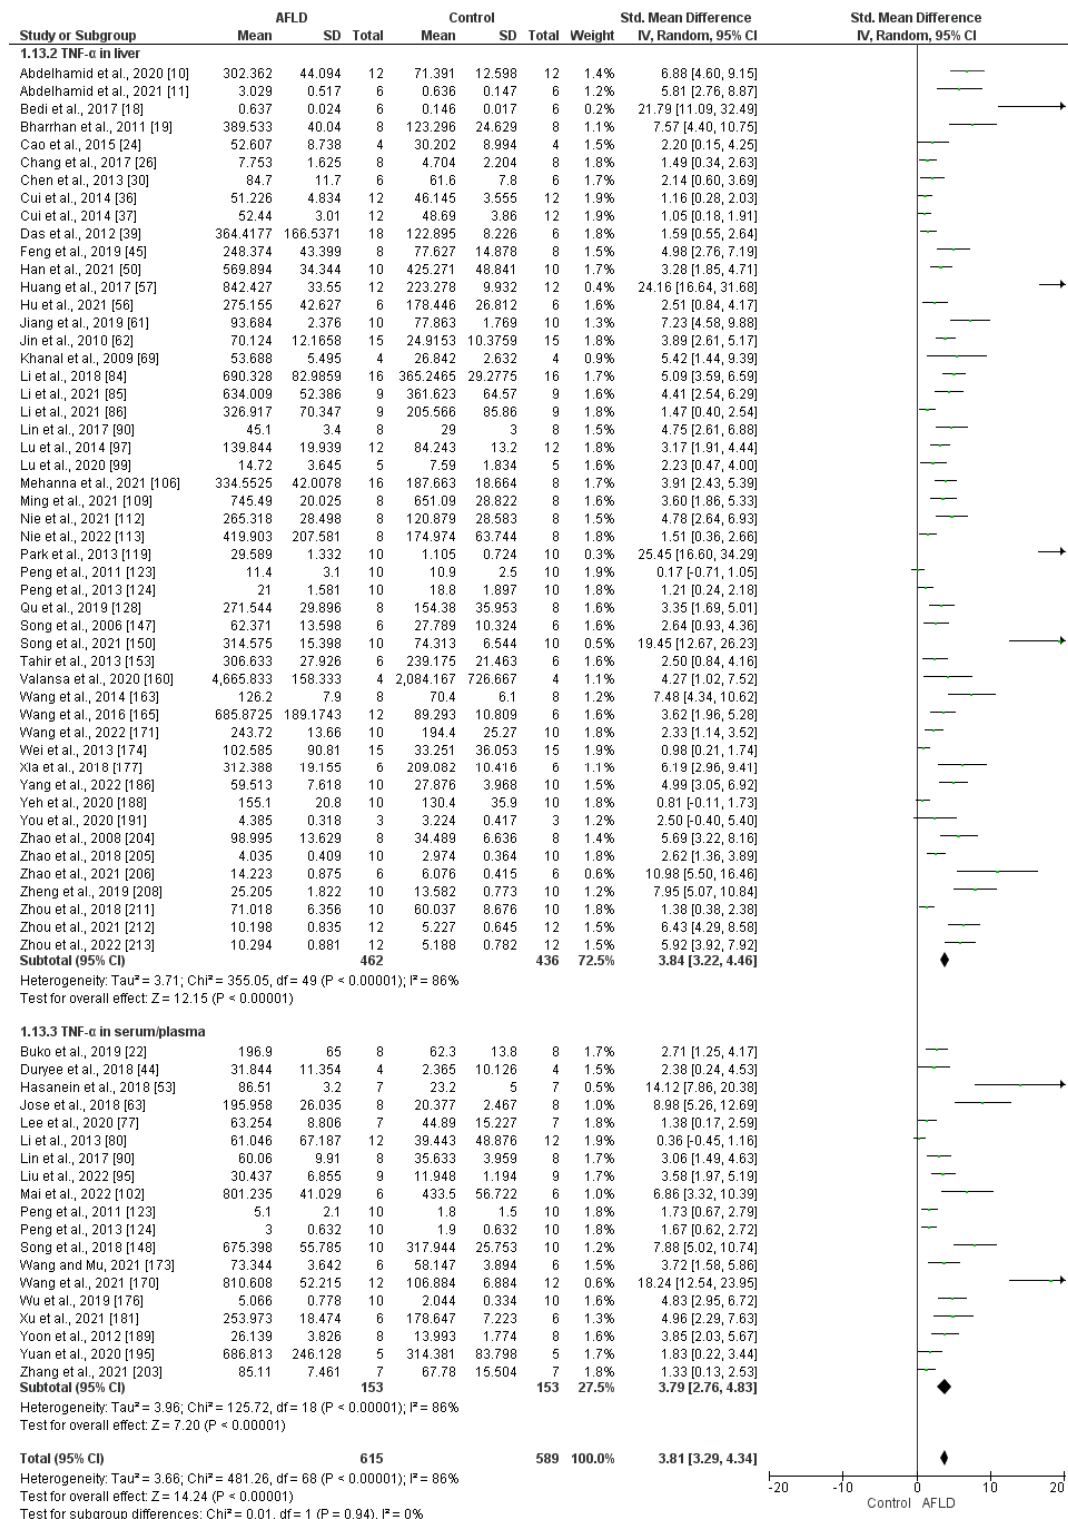 AFLD Control Std. Mean Difference Std. Mean Difference
Study or Subgroup Mean SD Total Mean SD Total Weight IV, Random, 95% CI IV, Random, 95% CI
1.13.2 TNF-α in liver
Abdelhamid et al., 2020 [10] 302.362 44.094 12 71.391 12.598 12 1.4% 6.88 [4.60, 9.15]
Abdelhamid et al., 2021 [11] 3.029 0.517 6 0.636 0.147 6 1.2% 5.81 [2.76, 8.87]
Bedi et al., 2017 [18] 0.637 0.024 6 0.146 0.017 6 0.2% 21.79 [11.09, 32.49]
Bharrhan et al., 2011 [19] 389.533 40.04 8 123.296 24.629 8 1.1% 7.57 [4.40, 10.75]
Cao et al., 2015 [24] 52.607 8.738 4 30.202 8.994 4 1.5% 2.20 [0.15, 4.25]
Chang et al., 2017 [26] 7.753 1.625 8 4.704 2.204 8 1.8% 1.49 [0.34, 2.63]
Chen et al., 2013 [30] 84.7 11.7 6 61.6 7.8 6 1.7% 2.14 [0.60, 3.69]
Cui et al., 2014 [36] 51.226 4.834 12 46.145 3.555 12 1.9% 1.16 [0.28, 2.03]
Cui et al., 2014 [37] 52.44 3.01 12 48.69 3.86 12 1.9% 1.05 [0.18, 1.91]
Das et al., 2012 [39] 364.4177 166.5371 18 122.895 8.226 6 1.8% 1.59 [0.55, 2.64]
Feng et al., 2019 [45] 248.374 43.399 8 77.627 14.878 8 1.5% 4.98 [2.76, 7.19]
Han et al., 2021 [50] 569.894 34.344 10 425.271 48.841 10 1.7% 3.28 [1.85, 4.71]
Huang et al., 2017 [57] 842.427 33.55 12 223.278 9.932 12 0.4% 24.16 [16.64, 31.68]
Hu et al., 2021 [56] 275.155 42.627 6 178.446 26.812 6 1.6% 2.51 [0.84, 4.17]
Jiang et al., 2019 [61] 93.684 2.376 10 77.863 1.769 10 1.3% 7.23 [4.58, 9.88]
Jin et al., 2010 [62] 70.124 12.1658 15 24.9153 10.3759 15 1.8% 3.89 [2.61, 5.17]
Khanal et al., 2009 [69] 53.688 5.495 4 26.842 2.632 4 0.9% 5.42 [1.44, 9.39]
Li et al., 2018 [84] 690.328 82.9859 16 365.2465 29.2775 16 1.7% 5.09 [3.59, 6.59]
Li et al., 2021 [85] 634.009 52.386 9 361.623 64.57 9 1.6% 4.41 [2.54, 6.29]
Li et al., 2021 [86] 326.917 70.347 9 205.566 85.86 9 1.8% 1.47 [0.40, 2.54]
Lin et al., 2017 [90] 45.1 3.4 8 29 3 8 1.5% 4.75 [2.61, 6.88]
Lu et al., 2014 [97] 139.844 19.939 12 84.243 13.2 12 1.8% 3.17 [1.91, 4.44]
Lu et al., 2020 [99] 14.72 3.645 5 7.59 1.834 5 1.6% 2.23 [0.47, 4.00]
Mehanna et al., 2021 [106] 334.5525 42.0078 16 187.663 18.664 8 1.7% 3.91 [2.43, 5.39]
Ming et al., 2021 [109] 745.49 20.025 8 651.09 28.822 8 1.6% 3.60 [1.86, 5.33]
Nie et al., 2021 [112] 265.318 28.498 8 120.879 28.583 8 1.5% 4.78 [2.64, 6.93]
Nie et al., 2022 [113] 419.903 207.581 8 174.974 63.744 8 1.8% 1.51 [0.36, 2.66]
Park et al., 2013 [119] 29.589 1.332 10 1.105 0.724 10 0.3% 25.45 [16.60, 34.29]
Peng et al., 2011 [123] 11.4 3.1 10 10.9 2.5 10 1.9% 0.17 [-0.71, 1.05]
Peng et al., 2013 [124] 21 1.581 10 18.8 1.897 10 1.8% 1.21 [0.24, 2.18]
Qu et al., 2019 [128] 271.544 29.896 8 154.38 35.953 8 1.6% 3.35 [1.69, 5.01]
Song et al., 2006 [147] 62.371 13.598 6 27.789 10.324 6 1.6% 2.64 [0.93, 4.36]
Song et al., 2021 [150] 314.575 15.398 10 74.313 6.544 10 0.5% 19.45 [12.67, 26.23]
Tahir et al., 2013 [153] 306.633 27.926 6 239.175 21.463 6 1.6% 2.50 [0.84, 4.16]
Valansa et al., 2020 [160] 4,665.833 158.333 4 2,084.167 726.667 4 1.1% 4.27 [1.02, 7.52]
Wang et al., 2014 [163] 126.2 7.9 8 70.4 6.1 8 1.2% 7.48 [4.34, 10.62]
Wang et al., 2016 [165] 685.8725 189.1743 12 89.293 10.809 6 1.6% 3.62 [1.96, 5.28]
Wang et al., 2022 [171] 243.72 13.66 10 194.4 25.27 10 1.8% 2.33 [1.14, 3.52]
Wei et al., 2013 [174] 102.585 90.81 15 33.251 36.053 15 1.9% 0.98 [0.21, 1.74]
Xia et al., 2018 [177] 312.388 19.155 6 209.082 10.416 6 1.1% 6.19 [2.96, 9.41]
Yang et al., 2022 [186] 59.513 7.618 10 27.876 3.968 10 1.6% 4.99 [3.05, 6.92]
Yeh et al., 2020 [188] 155.1 20.8 10 130.4 35.9 10 1.8% 0.81 [-0.11, 1.73]
You et al., 2020 [191] 4.385 0.318 3 3.224 0.417 3 1.2% 2.50 [-0.40, 5.40]
Zhao et al., 2008 [204] 98.995 13.629 8 34.489 6.636 8 1.4% 5.69 [3.22, 8.16]
Zhao et al., 2018 [205] 4.035 0.409 10 2.974 0.364 10 1.8% 2.62 [1.36, 3.89]
Zhao et al., 2021 [206] 14.223 0.875 6 6.076 0.415 6 0.6% 10.98 [5.50, 16.46]
Zheng et al., 2019 [208] 25.205 1.822 10 13.582 0.773 10 1.2% 7.95 [5.07, 10.84]
Zhou et al., 2018 [211] 71.018 6.356 10 60.037 8.676 10 1.8% 1.38 [0.38, 2.38]
Zhou et al., 2021 [212] 10.198 0.835 12 5.227 0.645 12 1.5% 6.43 [4.29, 8.58]
Zhou et al., 2022 [213] 10.294 0.881 12 5.188 0.782 12 1.5% 5.92 [3.92, 7.92]
Subtotal (95% CI) 462 436 72.5% 3.84 [3.22, 4.46]
Heterogeneity: Tau² = 3.71; Chi² = 355.05, df = 49 (P < 0.00001); I² = 86%
Test for overall effect: Z = 12.15 (P < 0.00001)
1.13.3 TNF-α in serum/plasma
Buko et al., 2019 [22] 196.9 65 8 62.3 13.8 8 1.7% 2.71 [1.25, 4.17]
Duryee et al., 2018 [44] 31.844 11.354 4 2.365 10.126 4 1.4% 2.38 [0.24, 4.53]
Hasanein et al., 2018 [53] 86.51 3.2 7 23.2 5 7 0.5% 14.12 [7.86, 20.38]
Jose et al., 2018 [63] 195.958 26.035 8 20.377 2.467 8 1.0% 8.98 [5.26, 12.69]
Lee et al., 2020 [77] 63.254 8.806 7 44.89 15.227 7 1.7% 1.38 [0.17, 2.59]
Li et al., 2013 [80] 61.046 67.187 12 39.443 48.876 12 1.9% 0.36 [-0.45, 1.16]
Lin et al., 2017 [90] 60.06 9.91 8 35.633 3.959 8 1.7% 3.06 [1.49, 4.63]
Liu et al., 2022 [95] 30.437 6.855 9 11.948 1.194 9 1.7% 3.58 [1.97, 5.19]
Mai et al., 2022 [102] 801.235 41.029 6 433.5 56.722 6 1.0% 6.86 [3.32, 10.39]
Peng et al., 2011 [123] 5.1 2.1 10 1.8 1.5 10 1.8% 1.73 [0.67, 2.79]
Peng et al., 2013 [124] 3 0.632 10 1.9 0.632 10 1.8% 1.67 [0.62, 2.72]
Song et al., 2018 [148] 675.398 55.785 10 317.944 25.753 10 1.2% 7.88 [5.02, 10.74]
Wang and Mu, 2021 [173] 73.344 3.642 6 58.147 3.894 6 1.5% 3.72 [1.58, 5.86]
Wang et al., 2021 [170] 810.608 52.215 12 106.884 6.884 12 0.6% 18.24 [12.54, 23.95]
Wu et al., 2019 [176] 5.066 0.778 10 2.044 0.334 10 1.6% 4.83 [2.95, 6.72]
Xu et al., 2021 [181] 253.973 18.474 6 178.647 7.223 6 1.3% 4.96 [2.29, 7.63]
Yoon et al., 2012 [189] 26.139 3.826 8 13.993 1.774 8 1.6% 3.85 [2.03, 5.67]
Yuan et al., 2020 [195] 686.813 246.128 5 314.381 83.798 5 1.6% 1.83 [0.22, 3.44]
Zhang et al., 2021 [203] 85.11 7.461 7 67.78 15.504 7 1.8% 1.33 [0.13, 2.53]
Subtotal (95% CI) 153 153 27.5% 3.79 [2.76, 4.83]
Heterogeneity: Tau² = 3.96; Chi² = 125.72, df = 18 (P < 0.00001); I² = 86%
Test for overall effect: Z = 7.20 (P < 0.00001)
Total (95% CI) 615 589 100.0% 3.81 [3.29, 4.34]
Heterogeneity: Tau² = 3.66; Chi² = 481.26, df = 68 (P < 0.00001); I² = 86%
Test for overall effect: Z = 14.24 (P < 0.00001)
Test for subgroup differences: Chi² = 0.01, df = 1 (P = 0.94), I² = 0%
-20 -10 0 10 20
Control AFLD